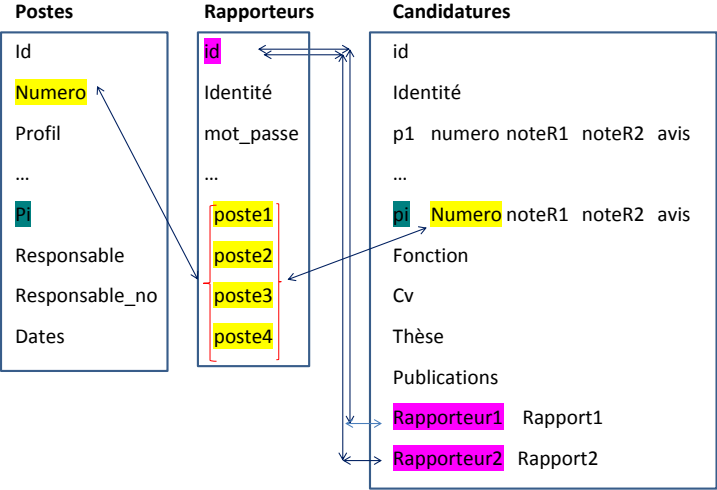 Postes
Id
Numero
Profil
...
Pi
Responsable
Responsable_no
Dates
Rapporteurs
id
Identité
mot_passe
...
poste1
poste2
poste3
poste4
Candidatures
id
Identité
p1 numero noteR1 noteR2 avis
...
pi Numero noteR1 noteR2 avis
Fonction
Cv
Thèse
Publications
Rapporteur1 Rapport1
Rapporteur2 Rapport2